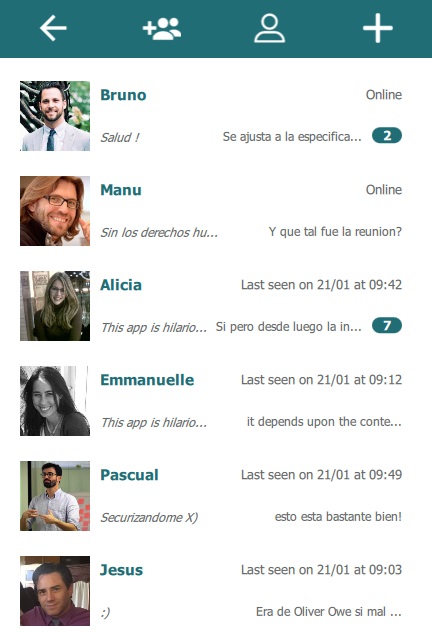 Bruno Online
Salud ! Se ajusta a la especifica... 2
Manu Online
Sin los derechos hu... Y que tal fue la reunion?
Alicia Last seen on 21/01 at 09:42
This app is hilario... Si pero desde luego la in... 7
Emmanuelle Last seen on 21/01 at 09:12
This app is hilario... it depends upon the conte...
Pascual Last seen on 21/01 at 09:49
Securizandome X) esto esta bastante bien!
Jesus Last seen on 21/01 at 09:03
:) Era de Oliver Owe si mal ...